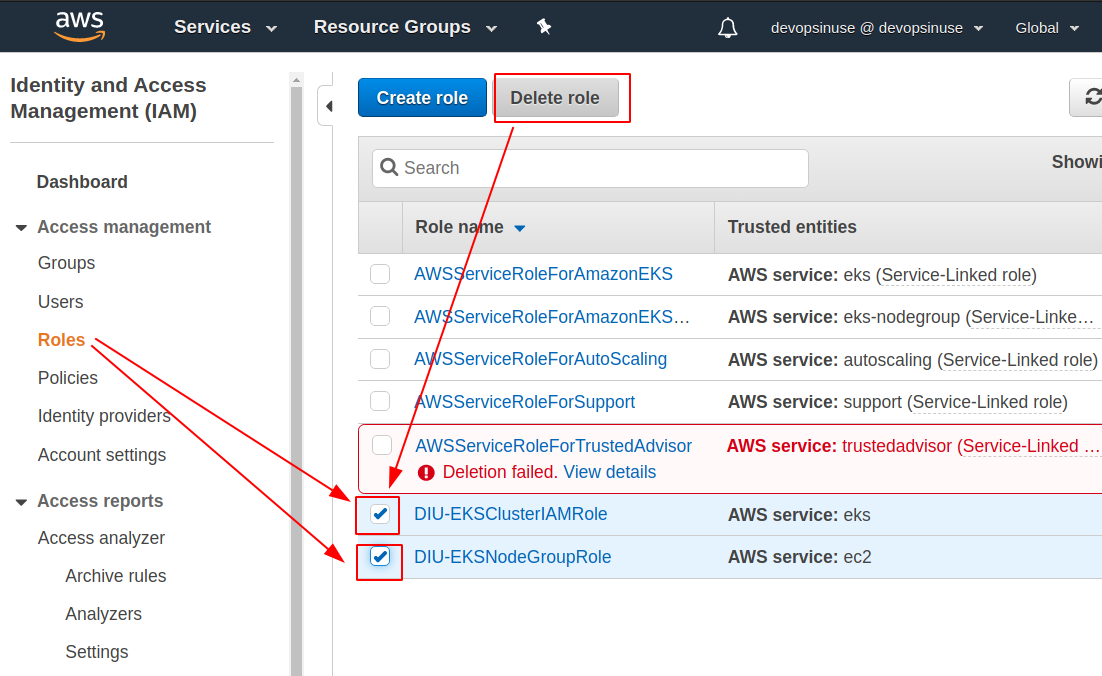 aws
Services
Resource Groups
devopsinuse @ devopsinuse
Global
Identity and Access
Management (IAM)
Dashboard
Access management
Groups
Users
Roles
Policies
Identity providers
Account settings
Access reports
Access analyzer
Archive rules
Analyzers
Settings
Create role
Delete role
Search
Showi
Role name
Trusted entities
AWSServiceRoleForAmazonEKS
AWS service: eks (Service-Linked role)
AWSServiceRoleForAmazonEKS…
AWS service: eks-nodegroup (Service-Linke…
AWSServiceRoleForAutoScaling
AWS service: autoscaling (Service-Linked role)
AWSServiceRoleForSupport
AWS service: support (Service-Linked role)
AWSServiceRoleForTrustedAdvisor
AWS service: trustedadvisor (Service-Linked …
Deletion failed. View details
DIU-EKSClusterIAMRole
AWS service: eks
DIU-EKSNodeGroupRole
AWS service: ec2